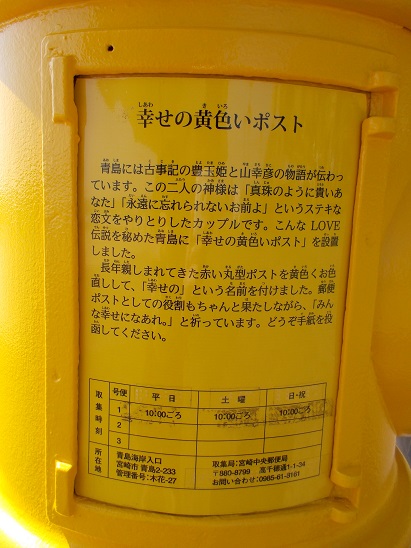 幸せの黄色いポスト
青島には古事記の豊玉姫と山幸彦の物語が伝わっ
ています。この二人の神様は「真珠のように貴いあ
なた」「永遠に忘れられないお前よ」というステキな
恋文をやりとりしたカップルです。こんな LOVE
伝説を秘めた青島に「幸せの黄色いポスト」を設置
しました。
長年親しまれてきた赤い丸型ポストを黄色くお色
直しして、「幸せの」という名前を付けました。郵便
ポストとしての役割もちゃんと果たしながら、「みん
な幸せになあれ。」と祈っています。どうぞ手紙を投
函してください。
取集時刻 号便 平日 土曜 日・祝
1 10:00ごろ 10:00ごろ 10:00ごろ
2
3
所在地 青島海岸入口
宮崎市 青島2-233
管理番号:木花-27
取集局:宮崎中央郵便局
〒880-8799 高千穂通1-1-34
お問い合わせ:0985-61-8161